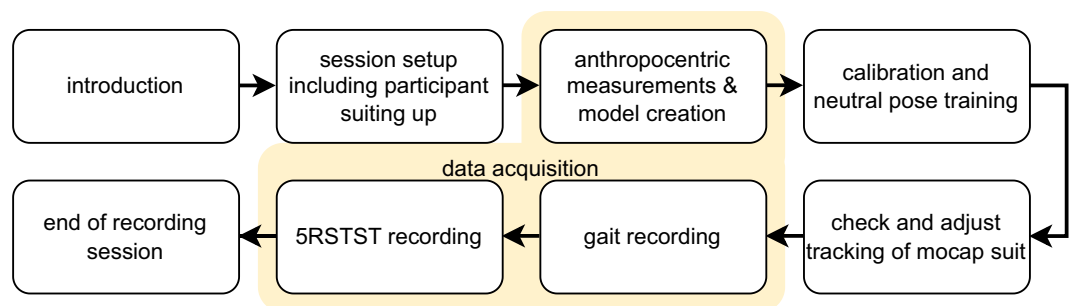 introduction
session setup
including participant
suiting up
anthropocentric
measurements &
model creation
calibration and
neutral pose training
data acquisition
end of recording
session
5RSTST recording
gait recording
check and adjust
tracking of mocap suit